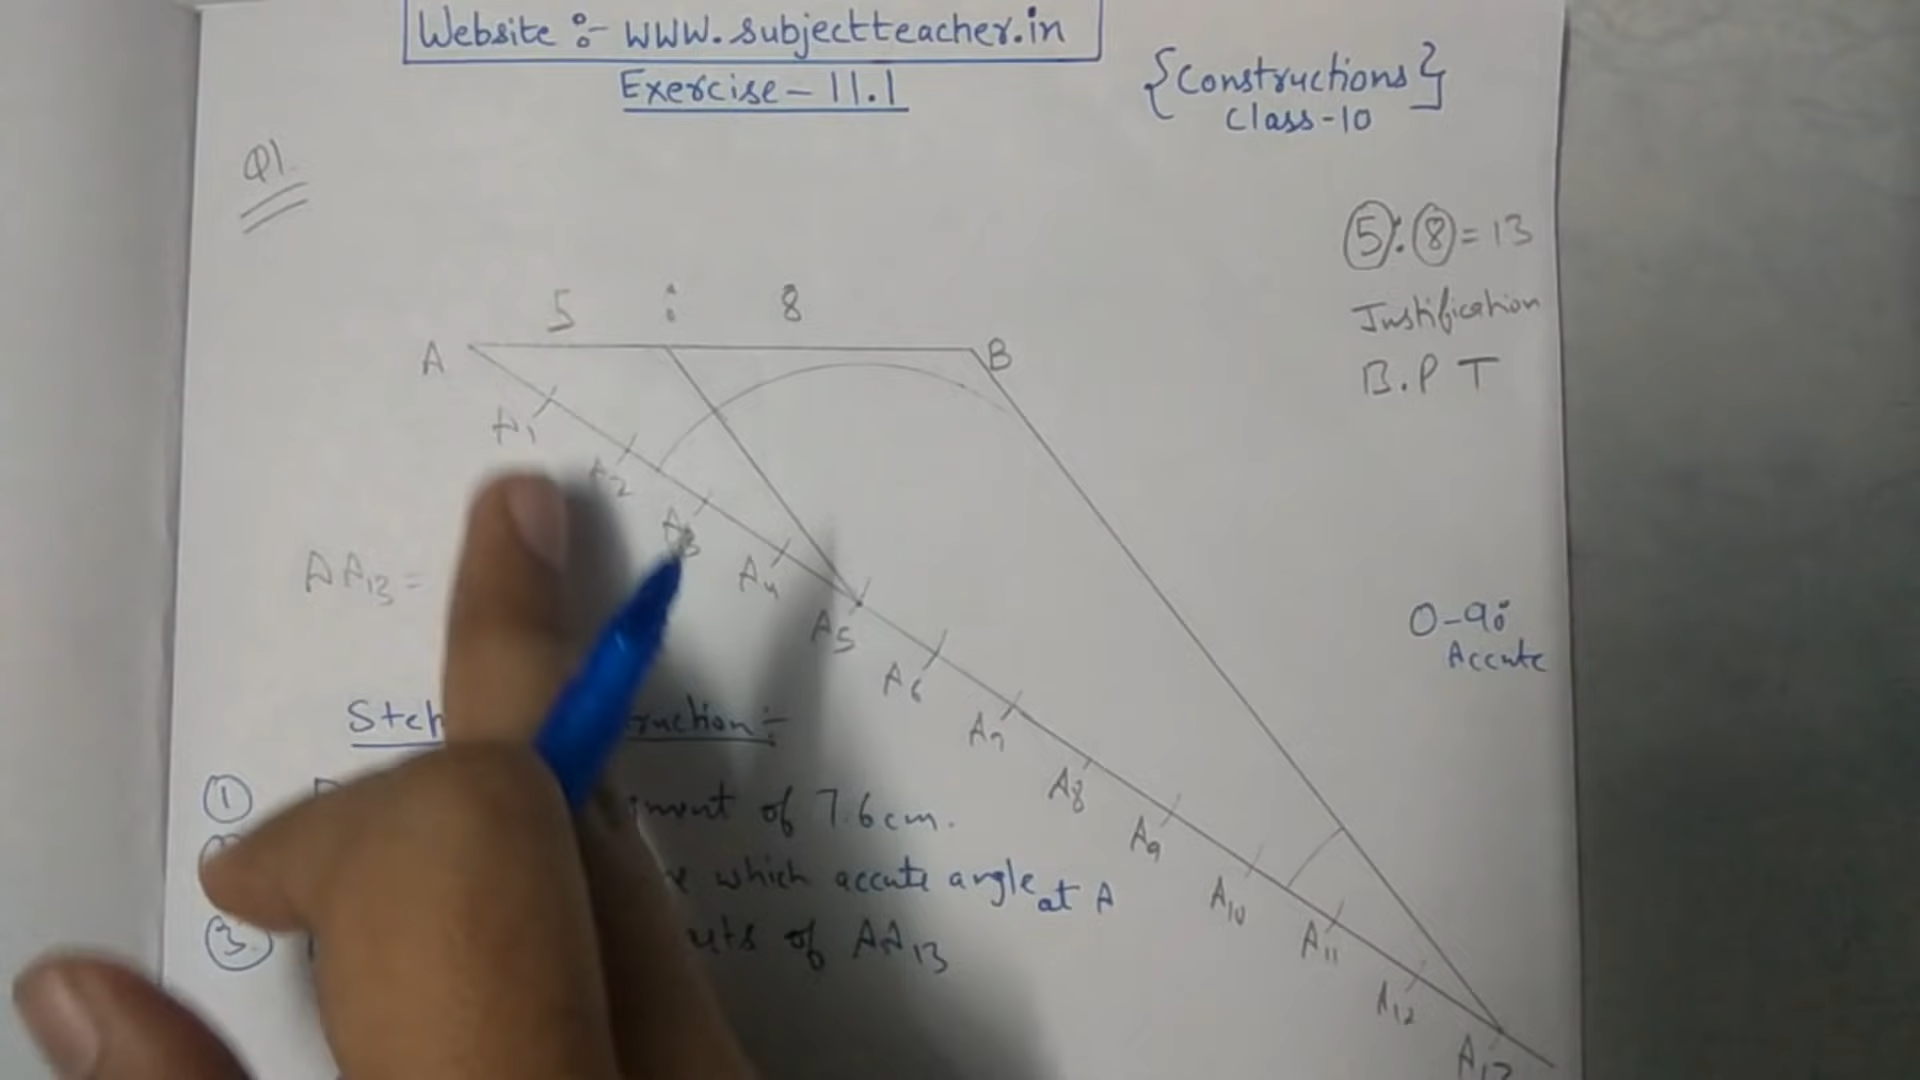 Website :- www.subjectteacher.in
Exercise - 11.1
{Constructions}
Class-10
Q1.
5:8 = 13
Justification
B.P T
5 : 8
A
B
A1
A2
A3
A4
A5
A6
A7
A8
A9
A10
A11
A12
A13
AA13 =
0-90°
Accute
Step
ruction :-
1
ment of 7.6cm.
which accute angle at A
3
of AA13